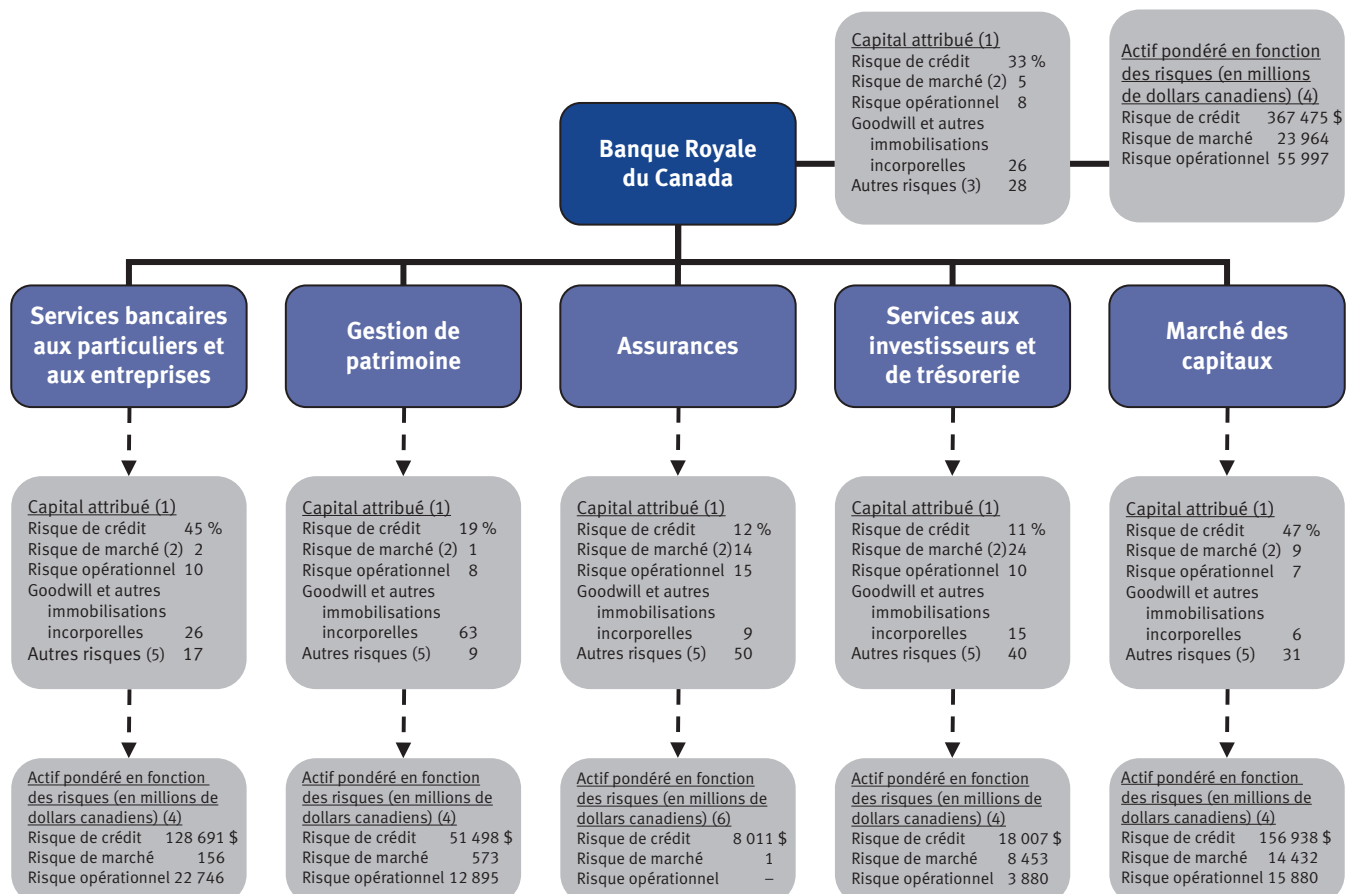 Capital attribué (1)
Risque de crédit 33 %
Risque de marché (2) 5
Risque opérationnel 8
Goodwill et autres
immobilisations
incorporelles 26
Autres risques (3) 28
Actif pondéré en fonction
des risques (en millions
de dollars canadiens) (4)
Risque de crédit 367 475 $
Risque de marché 23 964
Risque opérationnel 55 997
Banque Royale
du Canada
Services bancaires
aux particuliers et
aux entreprises
Gestion de
patrimoine
Assurances
Services aux
investisseurs et
de trésorerie
Marché des
capitaux
Capital attribué (1)
Risque de crédit 45 %
Risque de marché (2) 2
Risque opérationnel 10
Goodwill et autres
immobilisations
incorporelles 26
Autres risques (5) 17
Capital attribué (1)
Risque de crédit 19 %
Risque de marché (2) 1
Risque opérationnel 8
Goodwill et autres
immobilisations
incorporelles 63
Autres risques (5) 9
Capital attribué (1)
Risque de crédit 12 %
Risque de marché (2) 14
Risque opérationnel 15
Goodwill et autres
immobilisations
incorporelles 9
Autres risques (5) 50
Capital attribué (1)
Risque de crédit 11 %
Risque de marché (2) 24
Risque opérationnel 10
Goodwill et autres
immobilisations
incorporelles 15
Autres risques (5) 40
Capital attribué (1)
Risque de crédit 47 %
Risque de marché (2) 9
Risque opérationnel 7
Goodwill et autres
immobilisations
incorporelles 6
Autres risques (5) 31
Actif pondéré en fonction
des risques (en millions de
dollars canadiens) (4)
Risque de crédit 128 691 $
Risque de marché 156
Risque opérationnel 22 746
Actif pondéré en fonction
des risques (en millions de
dollars canadiens) (4)
Risque de crédit 51 498 $
Risque de marché 573
Risque opérationnel 12 895
Actif pondéré en fonction
des risques (en millions de
dollars canadiens) (6)
Risque de crédit 8 011 $
Risque de marché 1
Risque opérationnel –
Actif pondéré en fonction
des risques (en millions de
dollars canadiens) (4)
Risque de crédit 18 007 $
Risque de marché 8 453
Risque opérationnel 3 880
Actif pondéré en fonction
des risques (en millions de
dollars canadiens) (4)
Risque de crédit 156 938 $
Risque de marché 14 432
Risque opérationnel 15 880